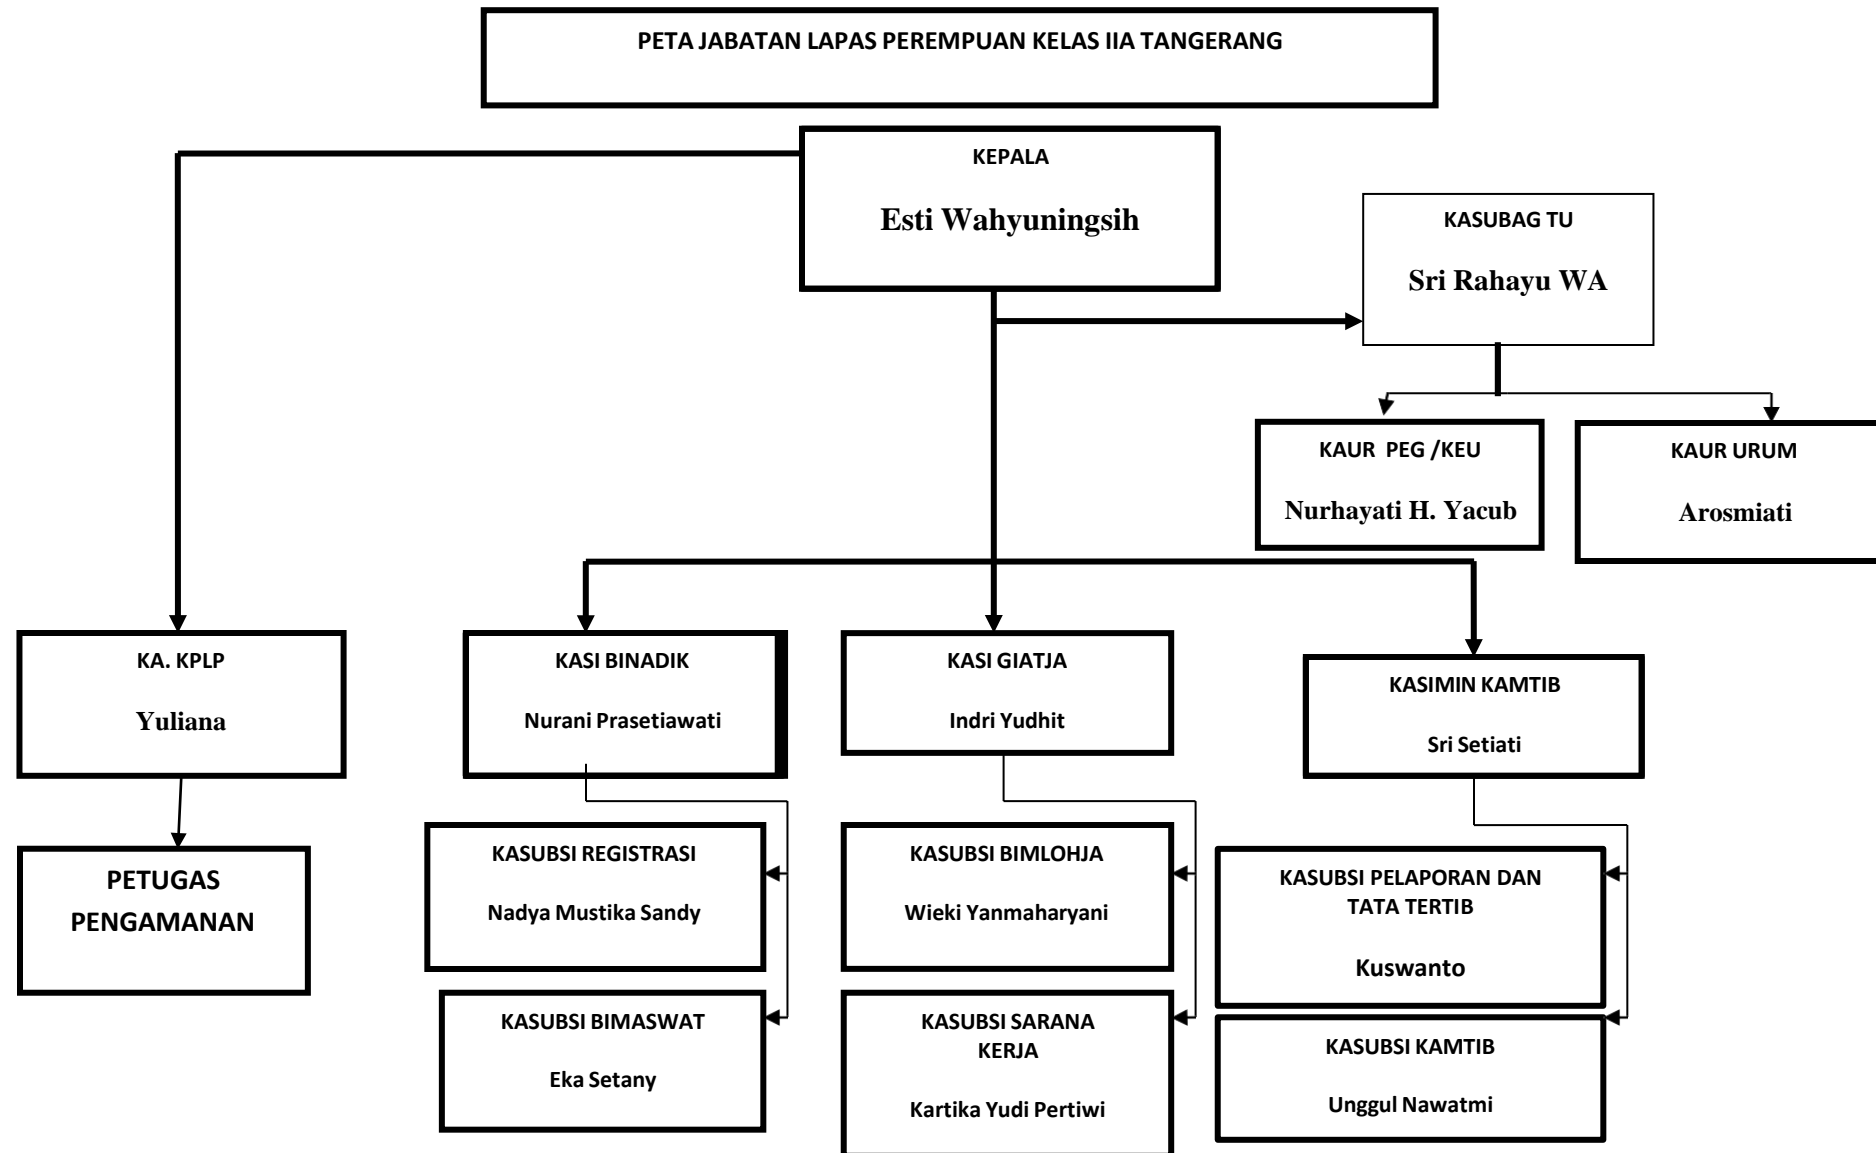 PETA JABATAN LAPAS PEREMPUAN KELAS IIA TANGERANG
KEPALA
Esti Wahyuningsih
KASUBAG TU
Sri Rahayu WA
KAUR PEG /KEU
Nurhayati H. Yacub
KAUR URUM
Arosmiati
KA. KPLP
Yuliana
KASI BINADIK
Nurani Prasetiawati
KASI GIATJA
Indri Yudhit
KASIMIN KAMTIB
Sri Setiati
PETUGAS
PENGAMANAN
KASUBSI REGISTRASI
Nadya Mustika Sandy
KASUBSI BIMLOHJA
Wieki Yanmaharyani
KASUBSI PELAPORAN DAN
TATA TERTIB
Kuswanto
KASUBSI BIMASWAT
Eka Setany
KASUBSI SARANA
KERJA
Kartika Yudi Pertiwi
KASUBSI KAMTIB
Unggul Nawatmi